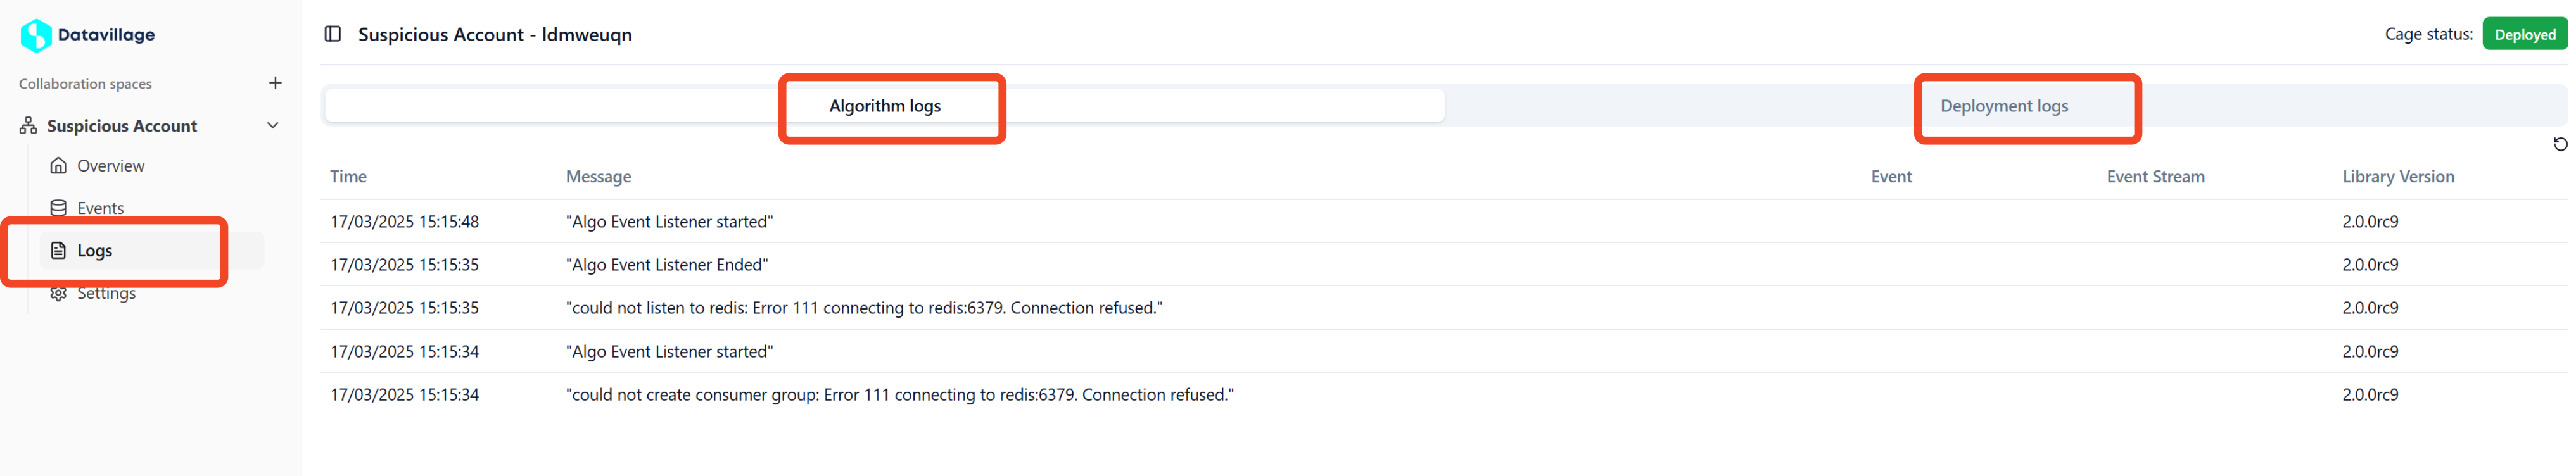 Datavillage
Collaboration spaces
Suspicious Account
Overview
Events
Logs
Settings
Suspicious Account - ldmweuqn
Cage status: Deployed
Algorithm logs
Deployment logs
Time Message Event Event Stream Library Version
17/03/2025 15:15:48 "Algo Event Listener started" 2.0.0rc9
17/03/2025 15:15:35 "Algo Event Listener Ended" 2.0.0rc9
17/03/2025 15:15:35 "could not listen to redis: Error 111 connecting to redis:6379. Connection refused." 2.0.0rc9
17/03/2025 15:15:34 "Algo Event Listener started" 2.0.0rc9
17/03/2025 15:15:34 "could not create consumer group: Error 111 connecting to redis:6379. Connection refused." 2.0.0rc9